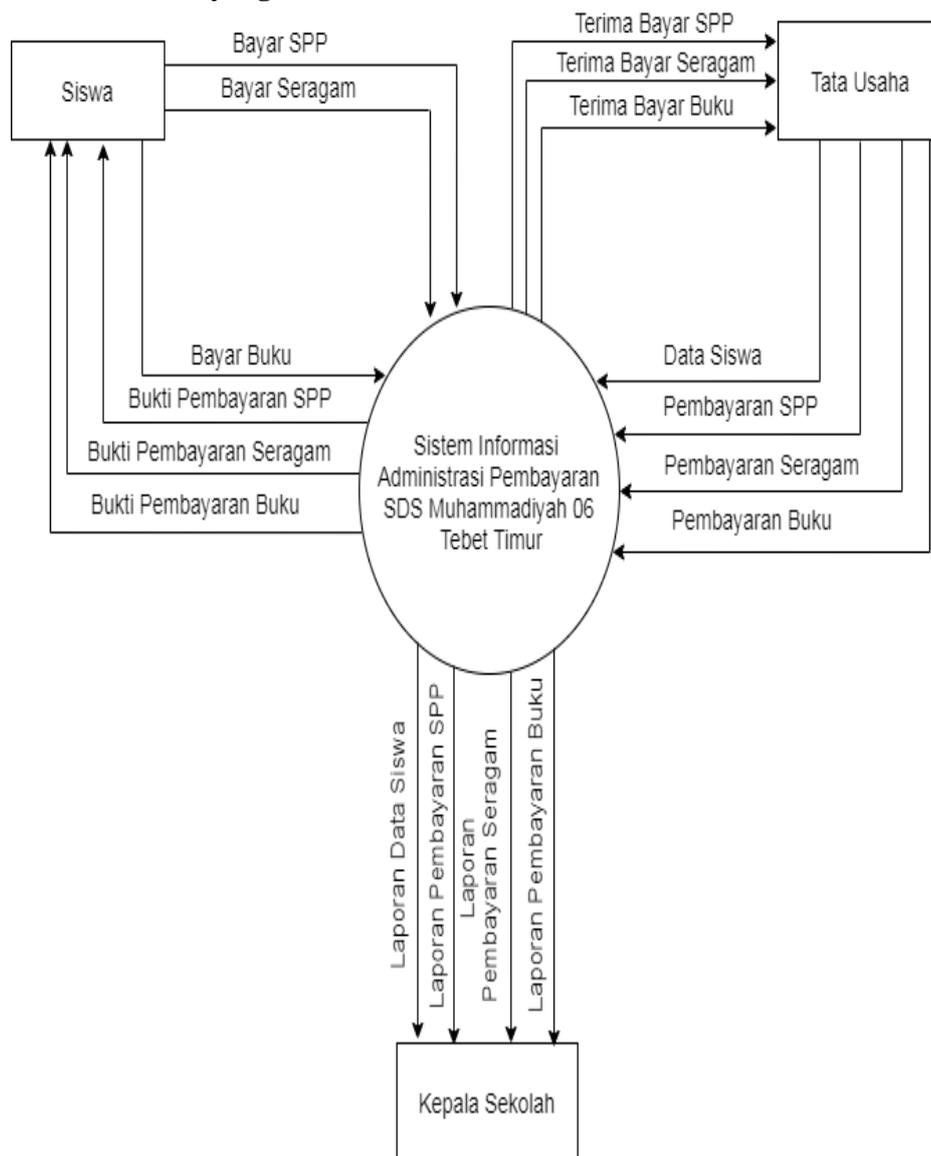 Bayar SPP
Bayar Seragam
Siswa
Terima Bayar SPP
Terima Bayar Seragam
Terima Bayar Buku
Tata Usaha
Bayar Buku
Bukti Pembayaran SPP
Bukti Pembayaran Seragam
Bukti Pembayaran Buku
Data Siswa
Pembayaran SPP
Pembayaran Seragam
Pembayaran Buku
Sistem Informasi
Administrasi Pembayaran
SDS Muhammadiyah 06
Tebet Timur
Laporan Data Siswa
Laporan Pembayaran SPP
Laporan
Pembayaran Seragam
Laporan Pembayaran Buku
Kepala Sekolah